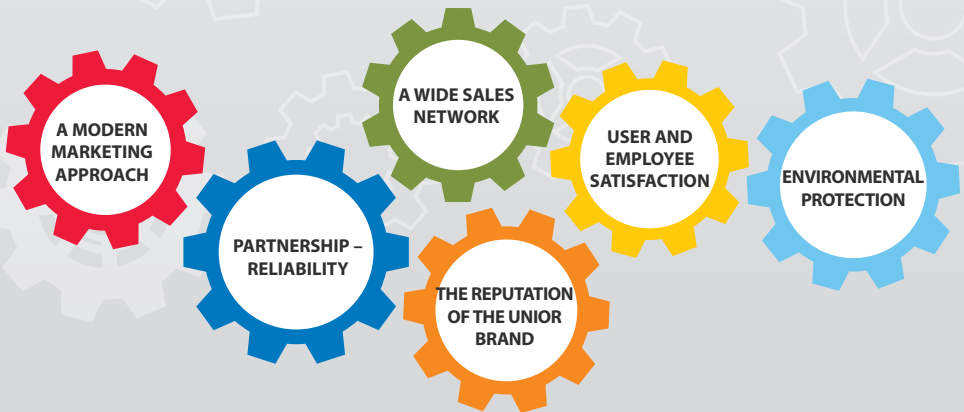 A MODERN
MARKETING
APPROACH
PARTNERSHIP –
RELIABILITY
A WIDE SALES
NETWORK
THE REPUTATION
OF THE UNIOR
BRAND
USER AND
EMPLOYEE
SATISFACTION
ENVIRONMENTAL
PROTECTION